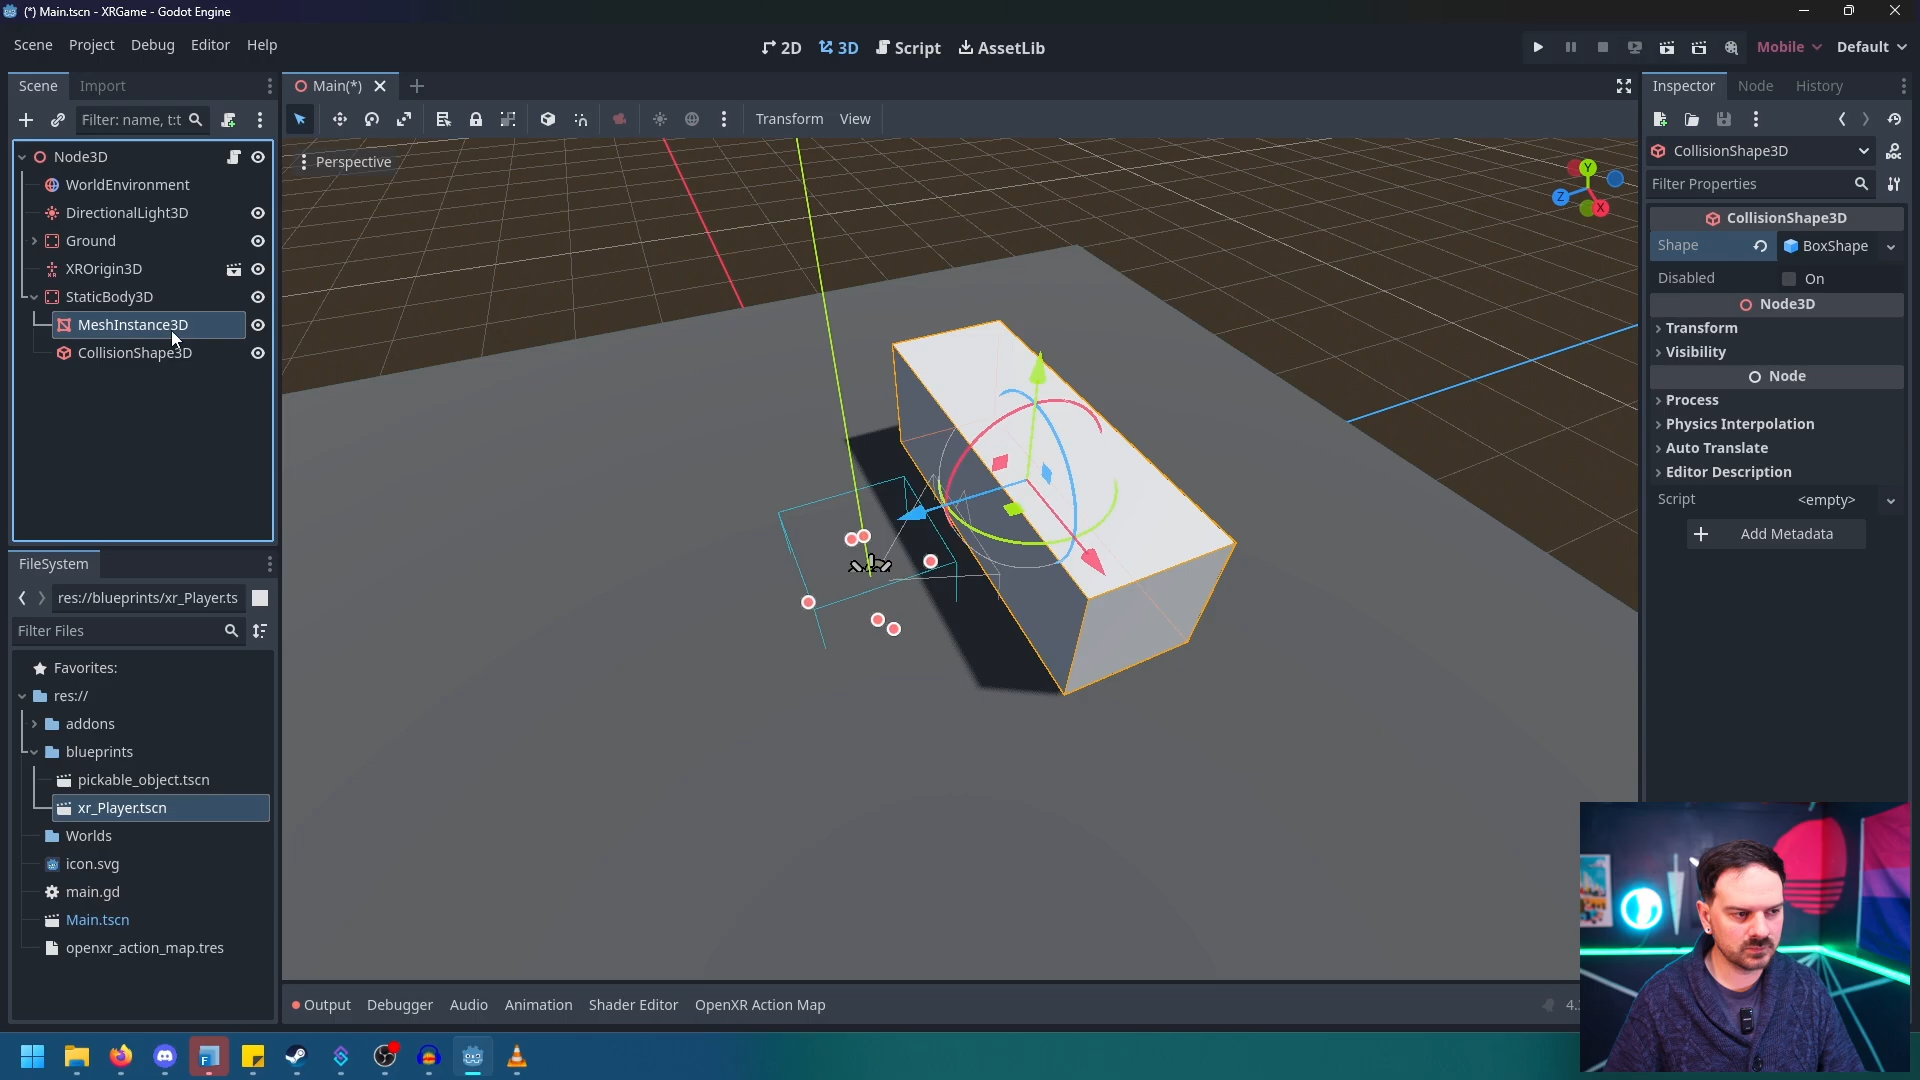 (*) Main.tscn - XRGame - Godot Engine
Scene Project Debug Editor Help
2D 3D Script AssetLib
Mobile Default
Scene Import
Main(*)
Inspector Node History
Filter: name, t:t
Transform View
Node3D
Perspective
Y
Z
X
CollisionShape3D
WorldEnvironment
Filter Properties
DirectionalLight3D
CollisionShape3D
Ground
Shape BoxShape
XROrigin3D
Disabled On
StaticBody3D
Node3D
MeshInstance3D
Transform
CollisionShape3D
Visibility
Node
Process
Physics Interpolation
Auto Translate
Editor Description
Script <empty>
Add Metadata
FileSystem
res://blueprints/xr_Player.ts
Filter Files
Favorites:
res://
addons
blueprints
pickable_object.tscn
xr_Player.tscn
Worlds
icon.svg
main.gd
Main.tscn
openxr_action_map.tres
Output Debugger Audio Animation Shader Editor OpenXR Action Map
4.
F